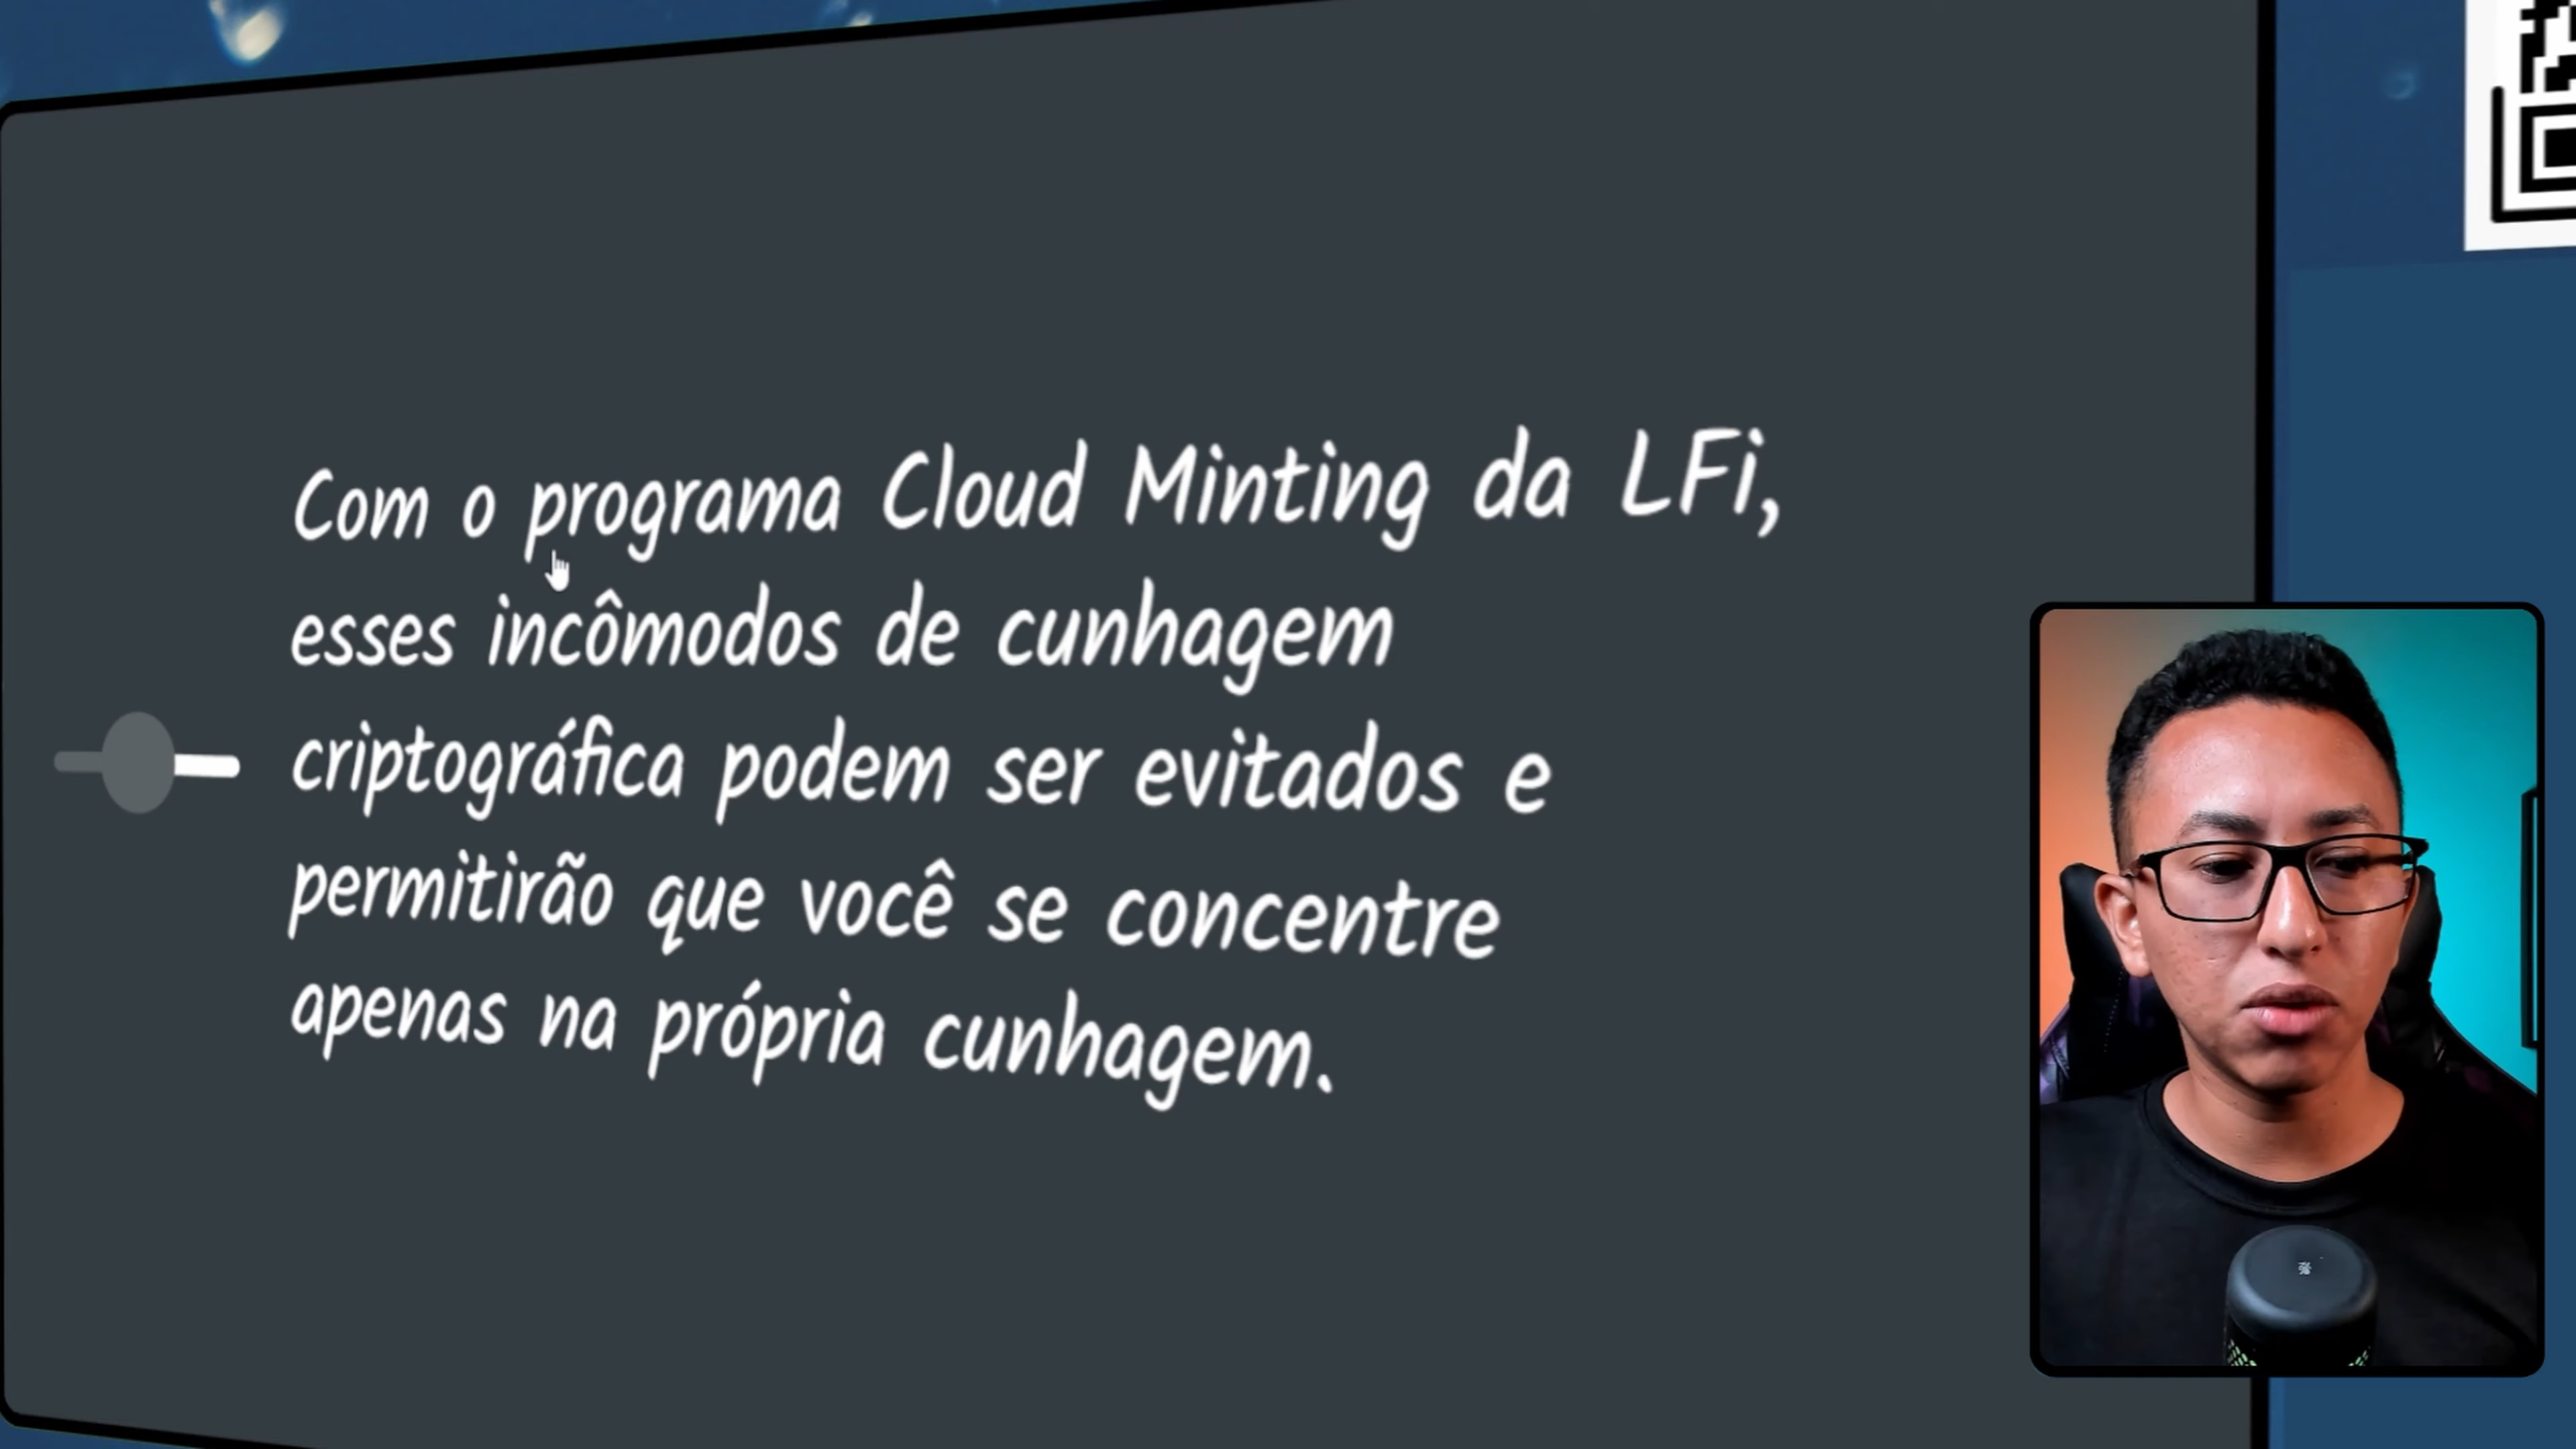 Com o programa Cloud Minting da LFi,
esses incômodos de cunhagem
criptográfica podem ser evitados e
permitirão que você se concentre
apenas na própria cunhagem.